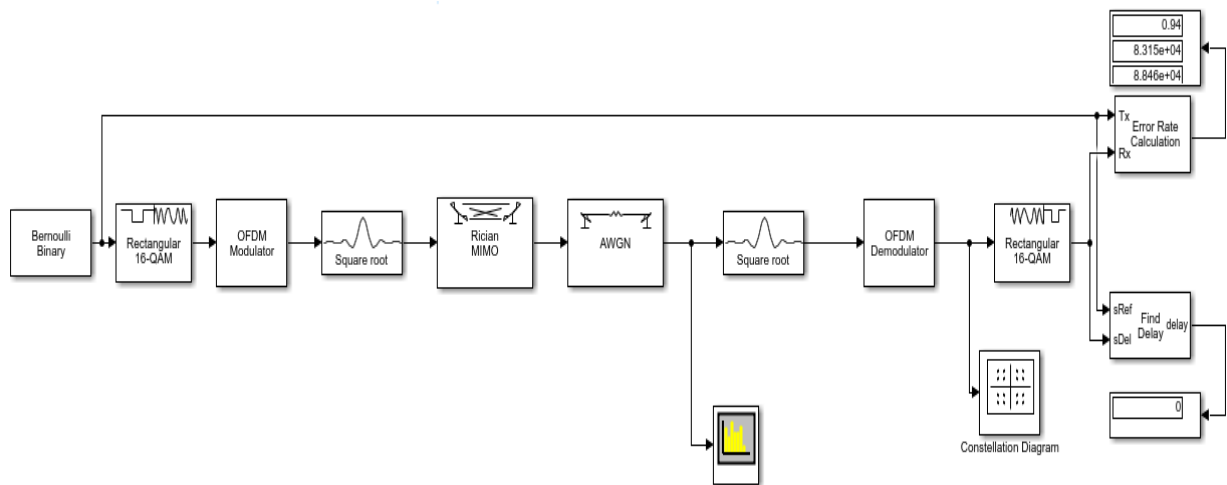 0.94
8.315e+04
8.846e+04
Tx
Rx
Error Rate
Calculation
Bernoulli
Binary
Rectangular
16-QAM
OFDM
Modulator
Square root
Rician
MIMO
AWGN
Square root
OFDM
Demodulator
Rectangular
16-QAM
sRef
sDel
Find
Delay
delay
0
Constellation Diagram